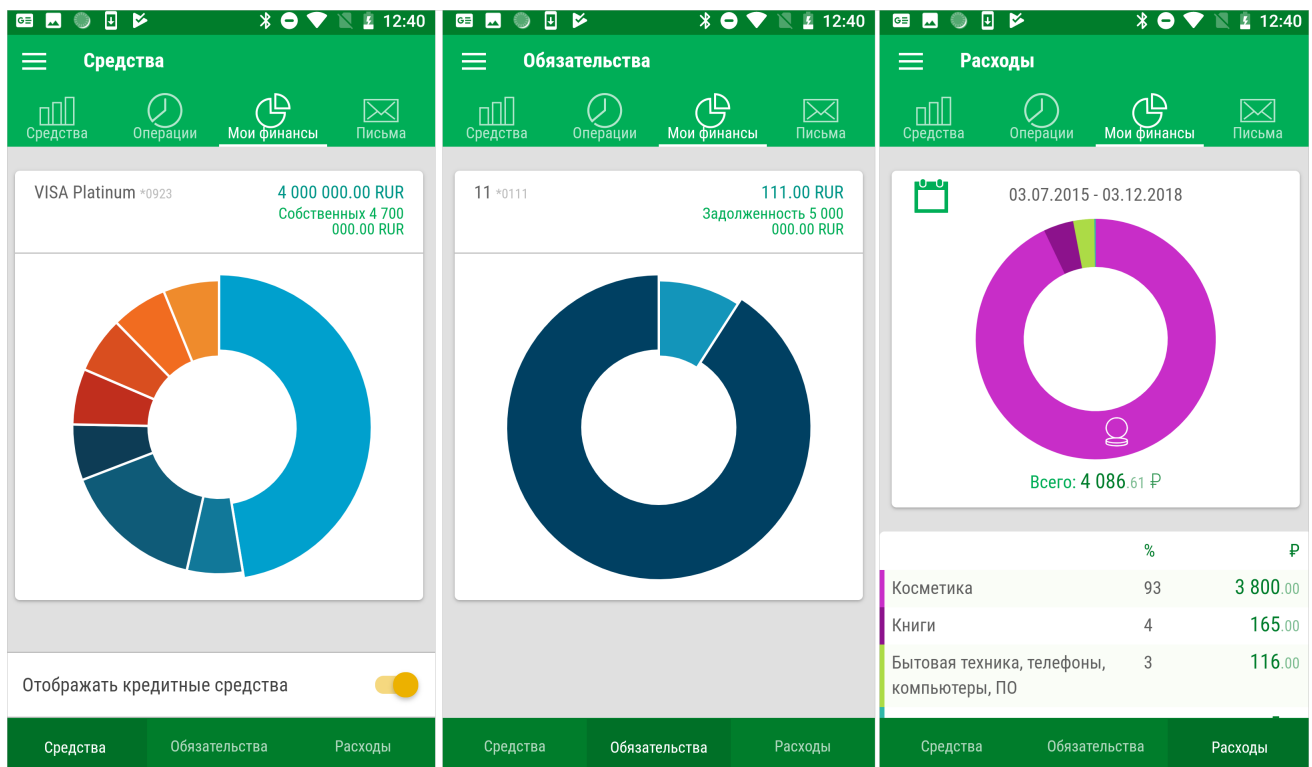 12:40
Средства
Средства Операции Мои финансы Письма
VISA Platinum *0923 4 000 000.00 RUR
Собственных 4 700
000.00 RUR
Отображать кредитные средства
Средства Обязательства Расходы
12:40
Обязательства
Средства Операции Мои финансы Письма
11 *0111 111.00 RUR
Задолженность 5 000
000.00 RUR
Средства Обязательства Расходы
12:40
Расходы
Средства Операции Мои финансы Письма
03.07.2015 - 03.12.2018
Всего: 4 086.61 ₽
% ₽
Косметика 93 3 800.00
Книги 4 165.00
Бытовая техника, телефоны, 3 116.00
компьютеры, ПО
Средства Обязательства Расходы